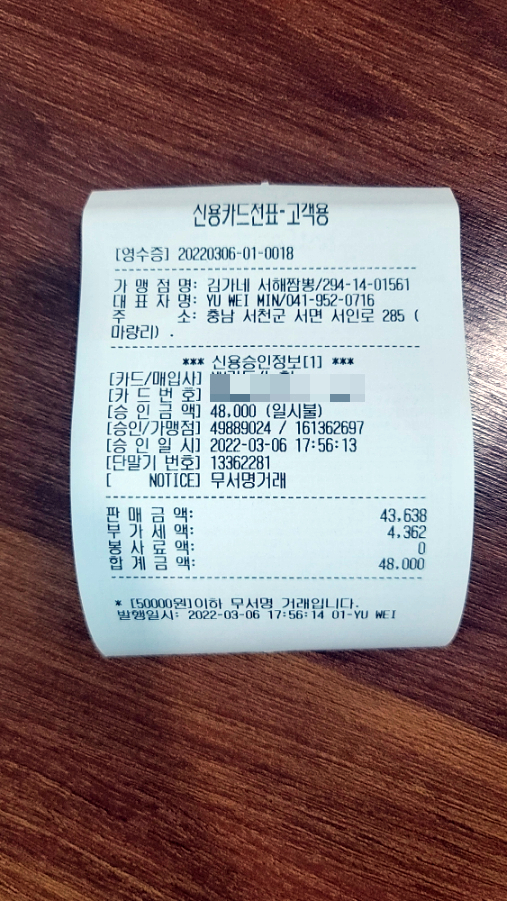 신용카드전표-고객용
[영수증] 20220306-01-0018
가 맹 점 명: 김가네 서해짬뽕/294-14-01561
대 표 자 명: YU WEI MIN/041-952-0716
주 소: 충남 서천군 서면 서인로 285 (
마량리) .
*** 신용승인정보[1] ***
[카드/매입사]
[카 드 번 호]
[승 인 금 액] 48,000 (일시불)
[승인/가맹점] 49889024 / 161362697
[승 인 일 시] 2022-03-06 17:56:13
[단말기 번호] 13362281
[ NOTICE] 무서명거래
판 매 금 액: 43,638
부 가 세 액: 4,362
봉 사 료 액: 0
합 계 금 액: 48,000
* [50000원]이하 무서명 거래입니다.
발행일시: 2022-03-06 17:56:14 01-YU WEI